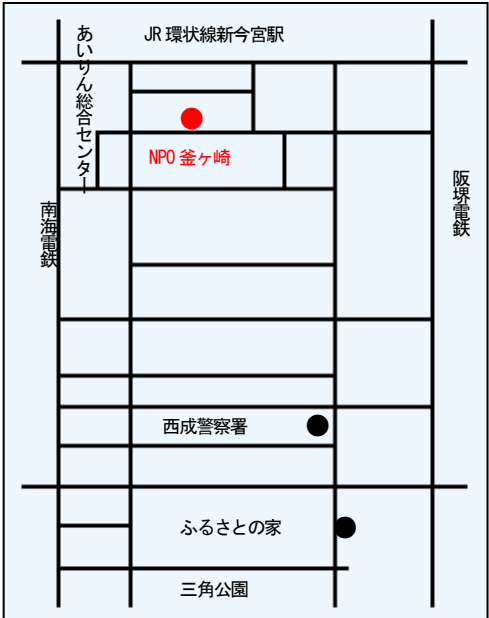 JR環状線新今宮駅
あいりん総合センター
NPO釜ヶ崎
阪堺電鉄
南海電鉄
西成警察署
ふるさとの家
三角公園